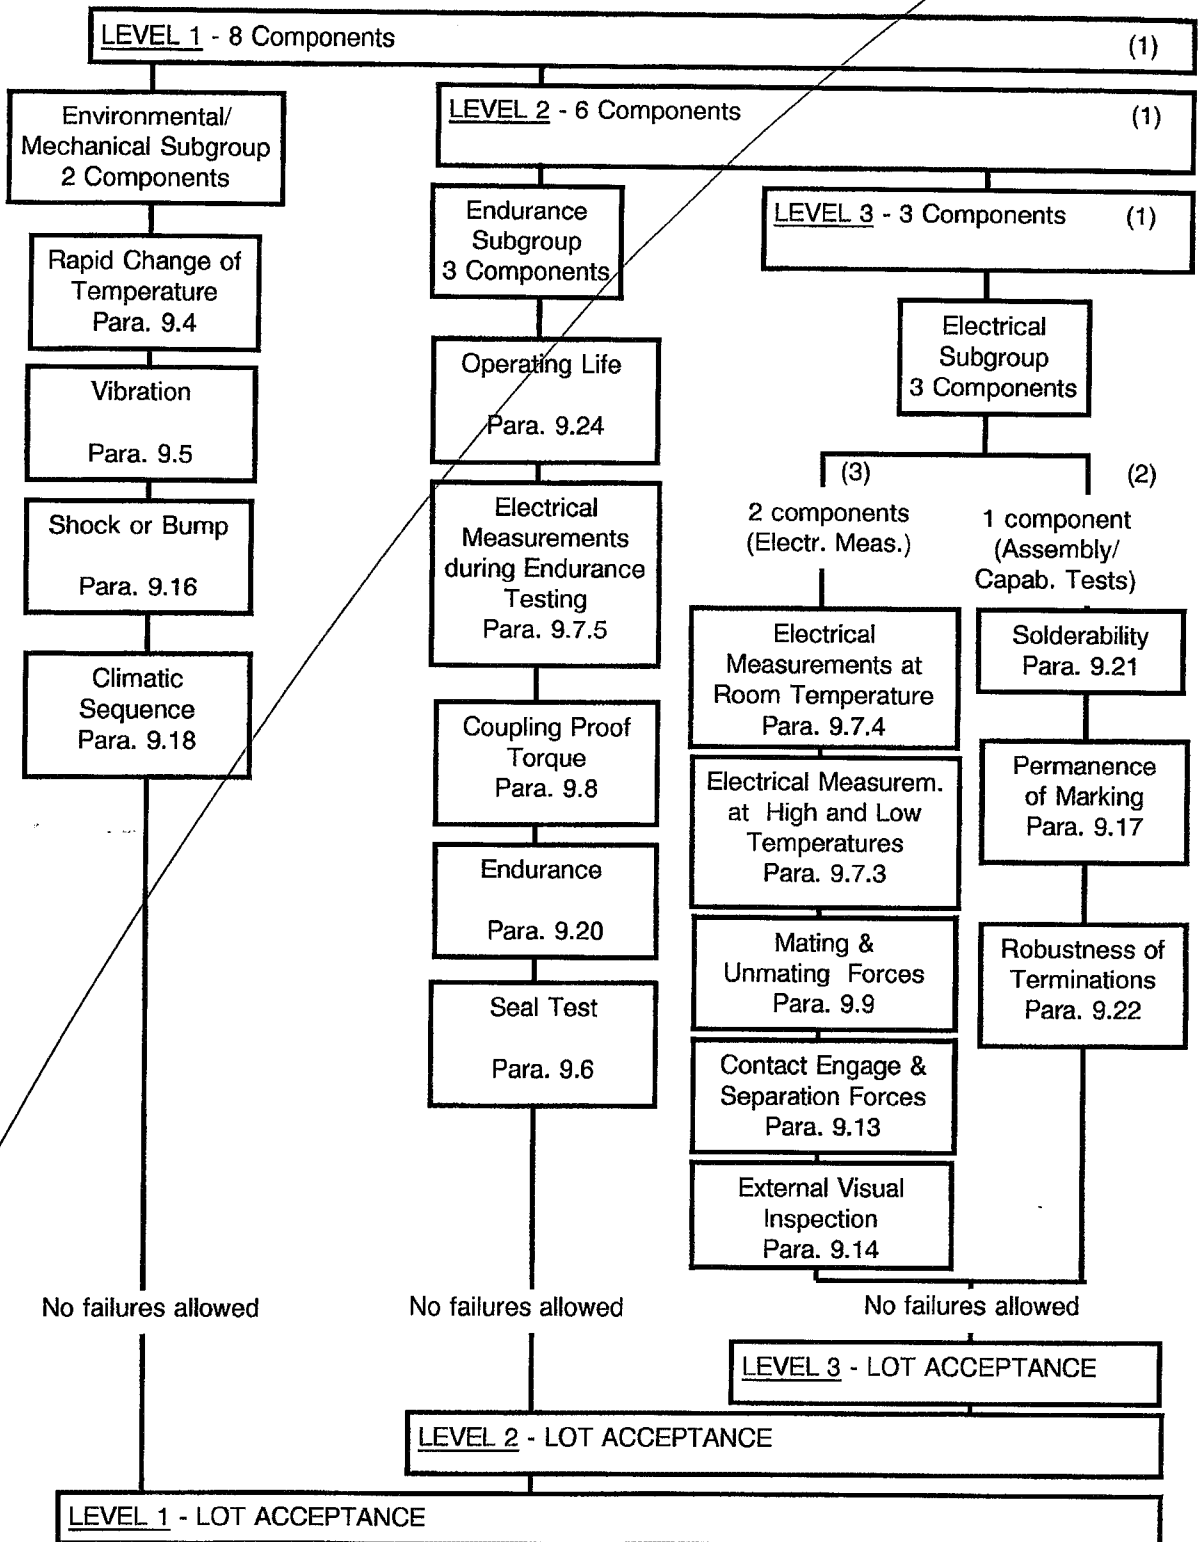 LEVEL 1 - 8 Components (1)
Environmental/
Mechanical Subgroup
2 Components
Rapid Change of
Temperature
Para. 9.4
Vibration
Para. 9.5
Shock or Bump
Para. 9.16
Climatic
Sequence
Para. 9.18
No failures allowed
LEVEL 2 - 6 Components (1)
Endurance
Subgroup
3 Components
Operating Life
Para. 9.24
Electrical
Measurements
during Endurance
Testing
Para. 9.7.5
Coupling Proof
Torque
Para. 9.8
Endurance
Para. 9.20
Seal Test
Para. 9.6
No failures allowed
LEVEL 3 - 3 Components (1)
Electrical
Subgroup
3 Components
(3)
2 components
(Electr. Meas.)
Electrical
Measurements at
Room Temperature
Para. 9.7.4
Electrical Measurem.
at High and Low
Temperatures
Para. 9.7.3
Mating &
Unmating Forces
Para. 9.9
Contact Engage &
Separation Forces
Para. 9.13
External Visual
Inspection
Para. 9.14
(2)
1 component
(Assembly/
Capab. Tests)
Solderability
Para. 9.21
Permanence
of Marking
Para. 9.17
Robustness of
Terminations
Para. 9.22
No failures allowed
LEVEL 3 - LOT ACCEPTANCE
LEVEL 2 - LOT ACCEPTANCE
LEVEL 1 - LOT ACCEPTANCE